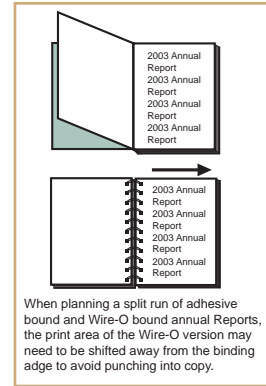 2003 Annual
Report
2003 Annual
Report
2003 Annual
Report
2003 Annual
Report
2003 Annual
Report
2003 Annual
Report
2003 Annual
Report
2003 Annual
Report
When planning a split run of adhesive
bound and Wire-O bound annual Reports,
the print area of the Wire-O version may
need to be shifted away from the binding
adge to avoid punching into copy.